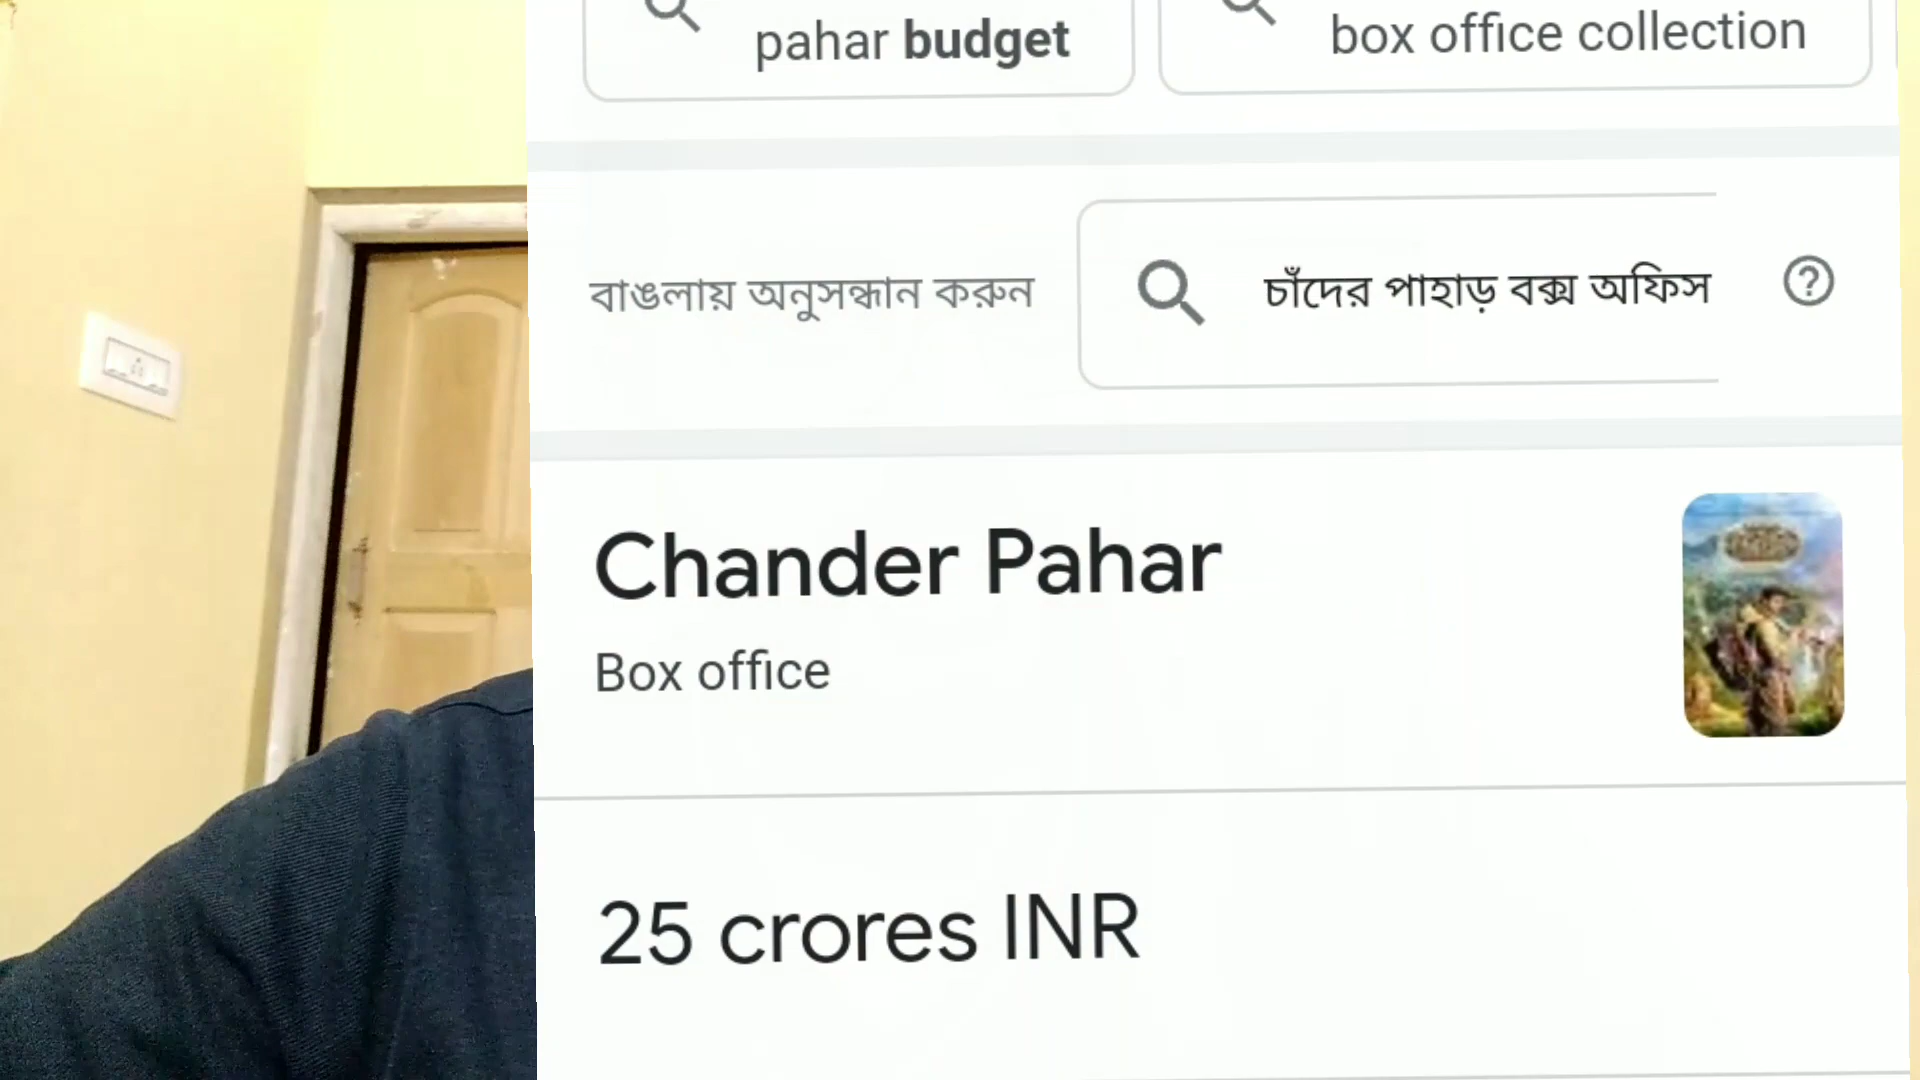 pahar budget
box office collection
বাঙলায় অনুসন্ধান করুন
চাঁদের পাহাড় বক্স অফিস
Chander Pahar
Box office
25 crores INR